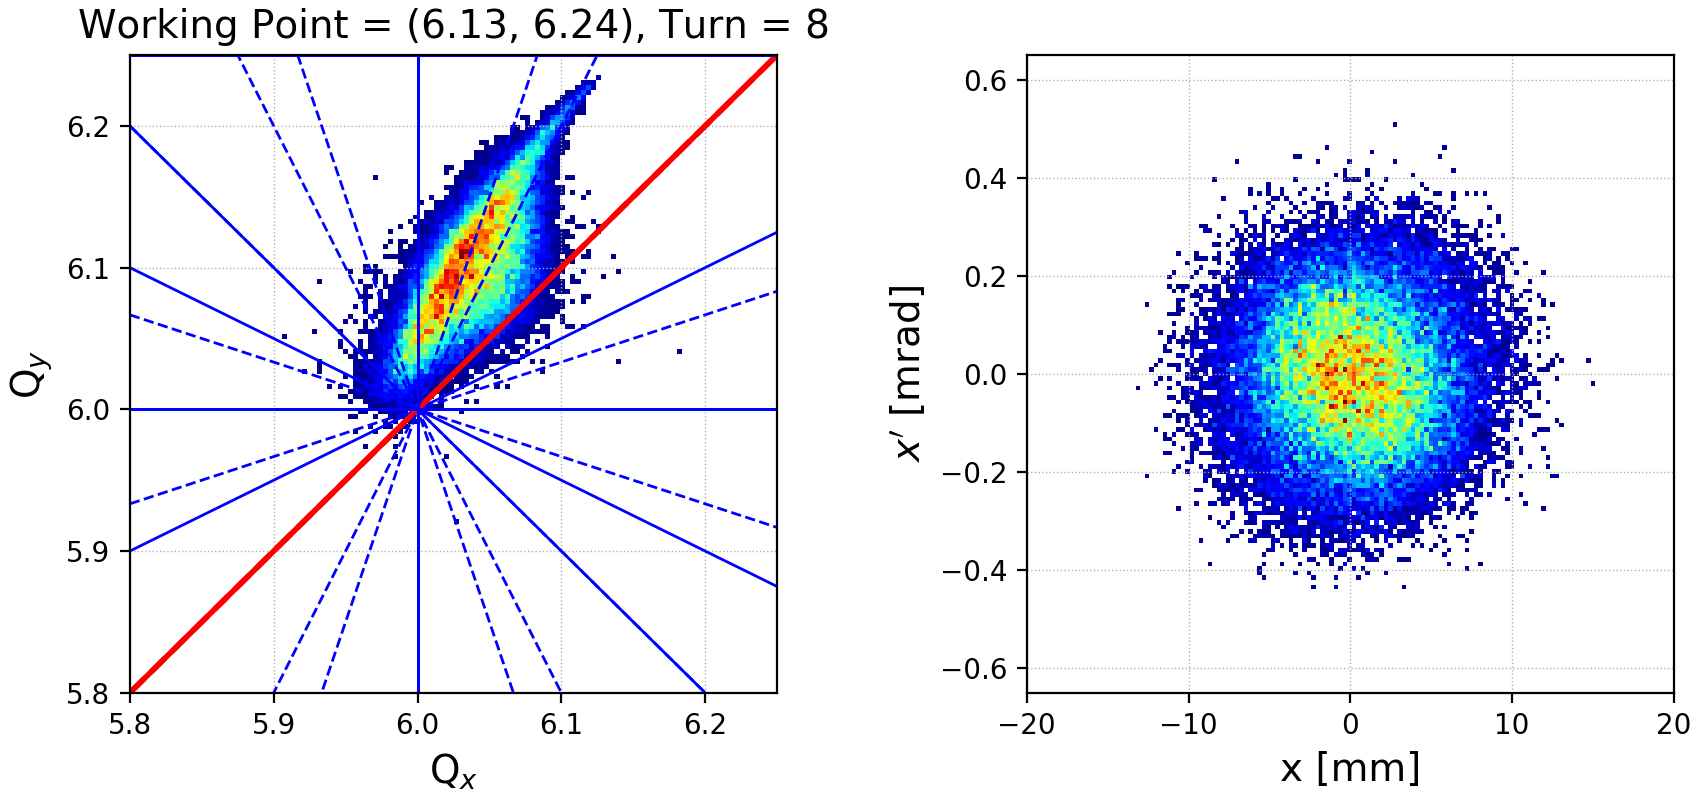 Working Point = (6.13, 6.24), Turn = 8
6.2
6.1
6.0
5.9
5.8
Q_y
5.8 5.9 6.0 6.1 6.2
Q_x
0.6
0.4
0.2
0.0
−0.2
−0.4
−0.6
x′ [mrad]
−20 −10 0 10 20
x [mm]